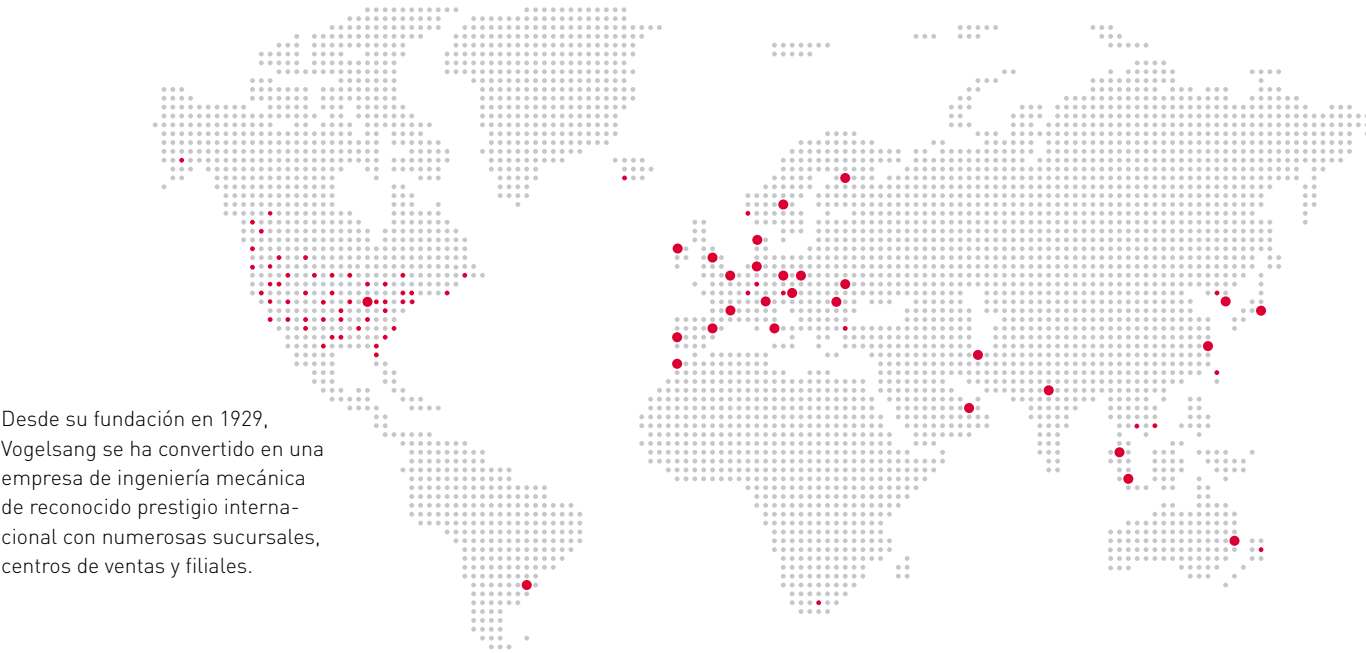 Desde su fundación en 1929,
Vogelsang se ha convertido en una
empresa de ingeniería mecánica
de reconocido prestigio interna-
cional con numerosas sucursales,
centros de ventas y filiales.